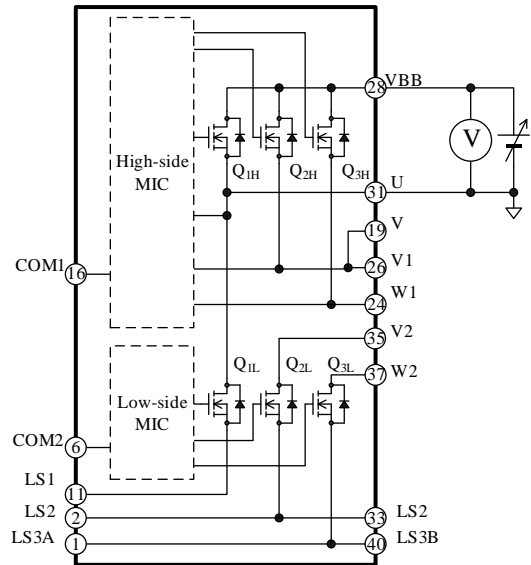 28 VBB
V
Q1H
Q2H
Q3H
High-side
MIC
31 U
19 V
COM1
16
26 V1
24 W1
35 V2
Q1L
Q2L
Q3L
37 W2
Low-side
MIC
COM2
6
LS1
11
LS2
2
33 LS2
LS3A
1
40 LS3B